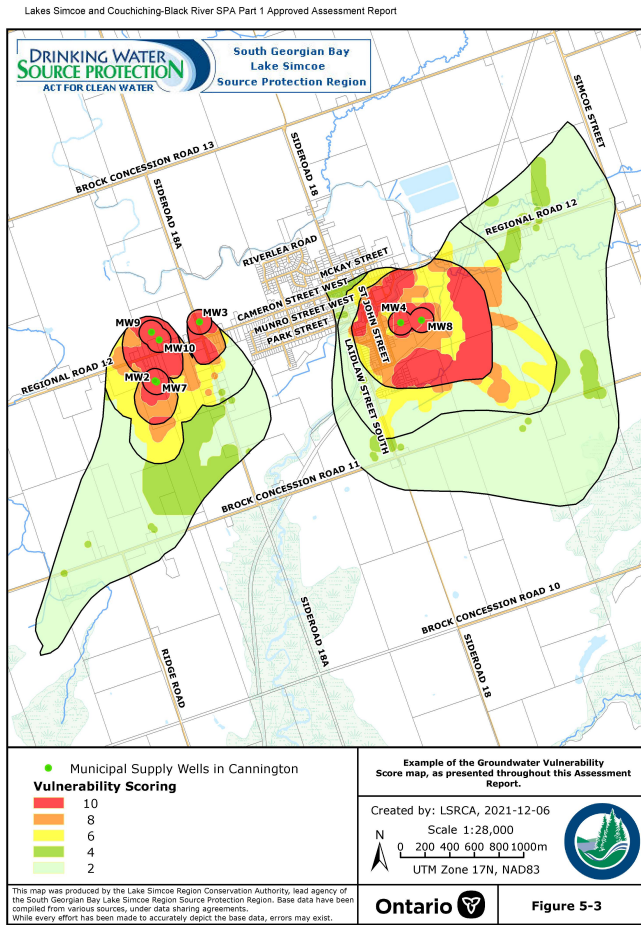 Lakes Simcoe and Couchiching-Black River SPA Part 1 Approved Assessment Report
DRINKING WATER
SOURCE PROTECTION
ACT FOR CLEAN WATER
South Georgian Bay
Lake Simcoe
Source Protection Region
SIMCOE STREET
BROCK CONCESSION ROAD 13
SIDEROAD 18
SIDEROAD 18A
REGIONAL ROAD 12
RIVERLEA ROAD
MCKAY STREET
CAMERON STREET WEST
MUNRO STREET WEST
PARK STREET
ST JOHN STREET
MW3
MW9
MW10
MW4
MW8
REGIONAL ROAD 12
MW2
MW7
LAIDLAW STREET SOUTH
BROCK CONCESSION ROAD 11
BROCK CONCESSION ROAD 10
SIDEROAD 18A
SIDEROAD 18
RIDGE ROAD
Municipal Supply Wells in Cannington
Vulnerability Scoring
10
8
6
4
2
Example of the Groundwater Vulnerability
Score map, as presented throughout this Assessment
Report.
Created by: LSRCA, 2021-12-06
Scale 1:28,000
N
0 200 400 600 800 1000m
UTM Zone 17N, NAD83
This map was produced by the Lake Simcoe Region Conservation Authority, lead agency of
the South Georgian Bay Lake Simcoe Region Source Protection Region. Base data have been
compiled from various sources, under data sharing agreements.
While every effort has been made to accurately depict the base data, errors may exist.
Ontario
Figure 5-3